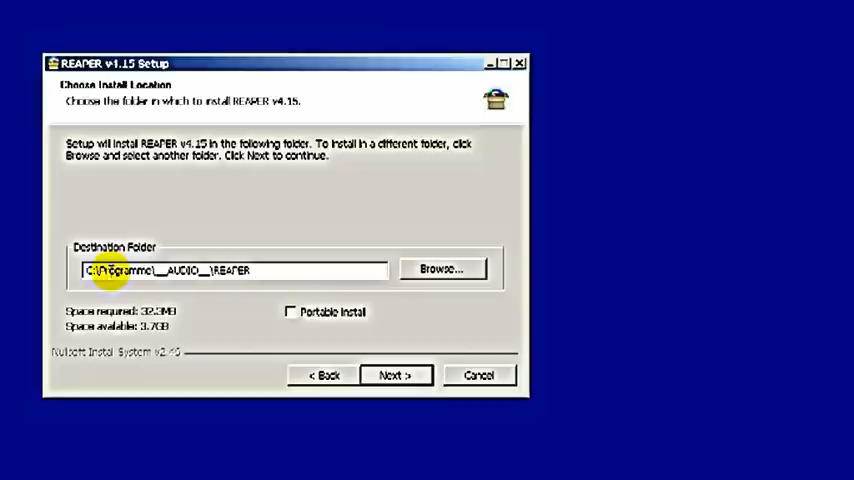 REAPER v4.15 Setup
Choose Install Location
Choose the folder in which to install REAPER v4.15.
Setup will install REAPER v4.15 in the following folder. To install in a different folder, click
Browse and select another folder. Click Next to continue.
Destination Folder
C:\Programme\__AUDIO__\REAPER
Browse...
Space required: 32.3MB
Portable Install
Space available: 3.7GB
Nullsoft Install System v2.46
< Back
Next >
Cancel